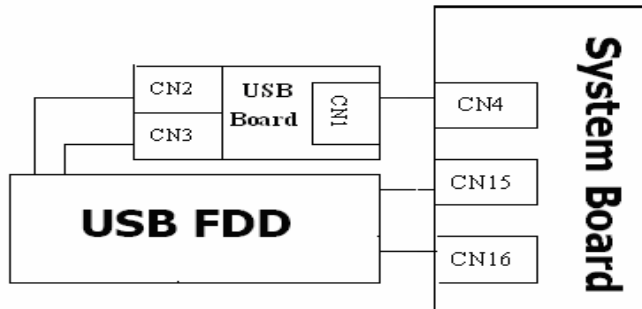 CN2
CN3
USB
Board
CN1
CN4
CN15
CN16
USB FDD
System Board